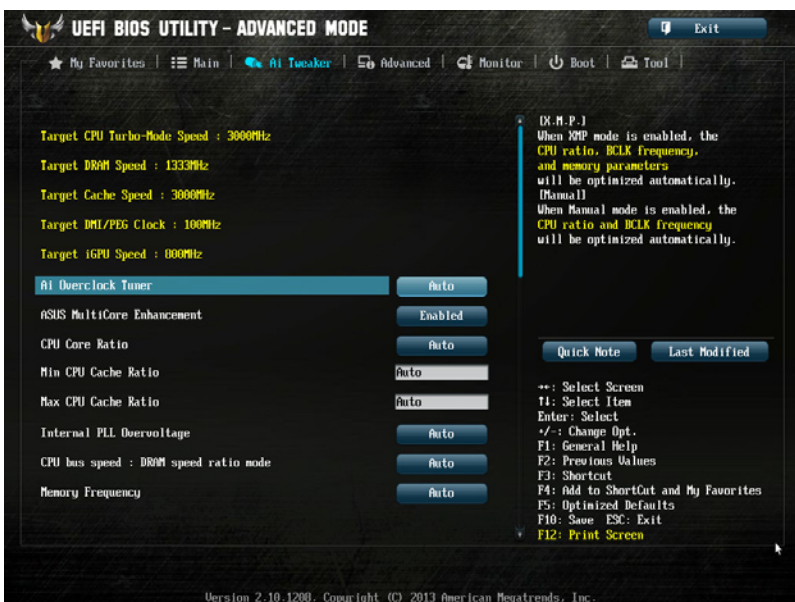 UEFI BIOS UTILITY – ADVANCED MODE
Exit
My Favorites
Main
Ai Tweaker
Advanced
Monitor
Boot
Tool
Target CPU Turbo-Mode Speed : 3000MHz
Target DRAM Speed : 1333MHz
Target Cache Speed : 3000MHz
Target DMI/PEG Clock : 100MHz
Target iGPU Speed : 800MHz
Ai Overclock Tuner Auto
ASUS MultiCore Enhancement Enabled
CPU Core Ratio Auto
Min CPU Cache Ratio Auto
Max CPU Cache Ratio Auto
Internal PLL Overvoltage Auto
CPU bus speed : DRAM speed ratio mode Auto
Memory Frequency Auto
[X.M.P.]
When XMP mode is enabled, the
CPU ratio, BCLK frequency,
and memory parameters
will be optimized automatically.
[Manual]
When Manual mode is enabled, the
CPU ratio and BCLK frequency
will be optimized automatically.
Quick Note
Last Modified
→←: Select Screen
↑↓: Select Item
Enter: Select
+/-: Change Opt.
F1: General Help
F2: Previous Values
F3: Shortcut
F4: Add to ShortCut and My Favorites
F5: Optimized Defaults
F10: Save ESC: Exit
F12: Print Screen
Version 2.10.1208. Copyright (C) 2013 American Megatrends, Inc.